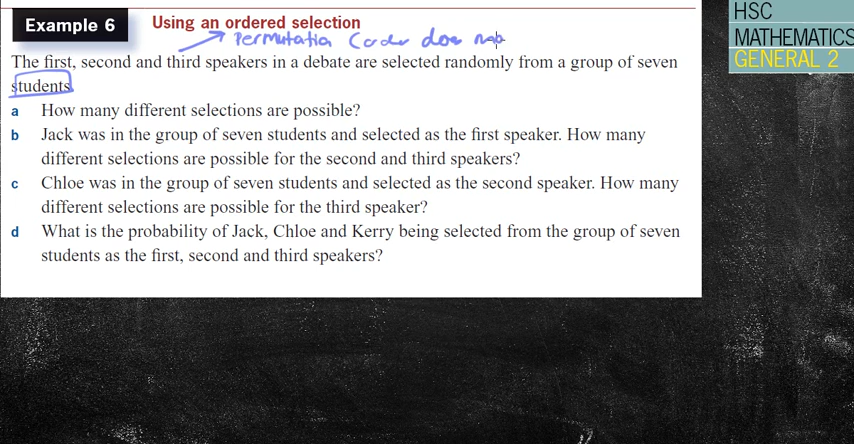 Example 6
Using an ordered selection
Permutation (order does
The first, second and third speakers in a debate are selected randomly from a group of seven
students.
a How many different selections are possible?
b Jack was in the group of seven students and selected as the first speaker. How many
different selections are possible for the second and third speakers?
c Chloe was in the group of seven students and selected as the second speaker. How many
different selections are possible for the third speaker?
d What is the probability of Jack, Chloe and Kerry being selected from the group of seven
students as the first, second and third speakers?
HSC
MATHEMATICS
GENERAL 2